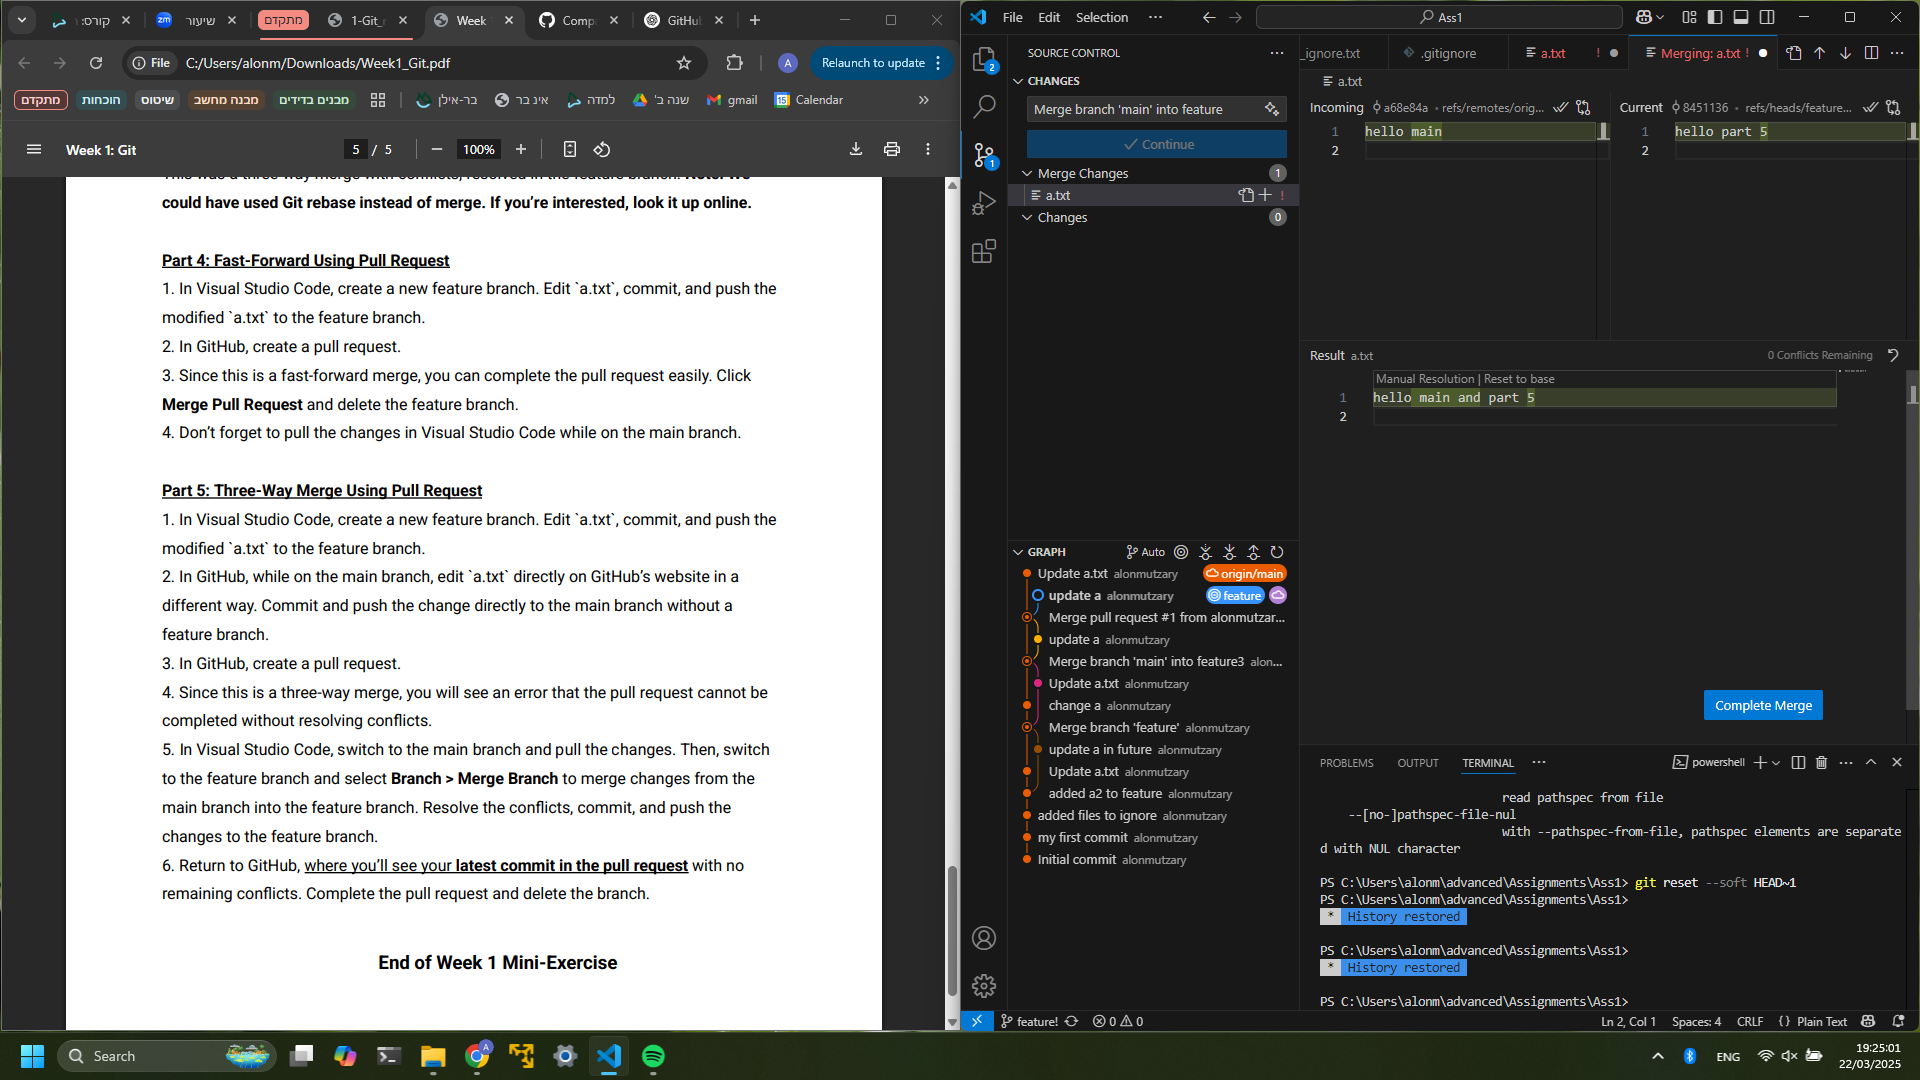 קורס:
שיעור
מתקדם
1-Git_
Week
Comp
GitHub
File
C:/Users/alonm/Downloads/Week1_Git.pdf
A
Relaunch to update
מתקדם
הוכחות
שיטוס
מבנה מחשב
מבנים בדידים
בר-אילן
אינ בר
למדה
שנה ב'
gmail
Calendar
Week 1: Git
5 / 5
100%
could have used Git rebase instead of merge. If you’re interested, look it up online.
Part 4: Fast-Forward Using Pull Request
1. In Visual Studio Code, create a new feature branch. Edit `a.txt`, commit, and push the
modified `a.txt` to the feature branch.
2. In GitHub, create a pull request.
3. Since this is a fast-forward merge, you can complete the pull request easily. Click
Merge Pull Request and delete the feature branch.
4. Don’t forget to pull the changes in Visual Studio Code while on the main branch.
Part 5: Three-Way Merge Using Pull Request
1. In Visual Studio Code, create a new feature branch. Edit `a.txt`, commit, and push the
modified `a.txt` to the feature branch.
2. In GitHub, while on the main branch, edit `a.txt` directly on GitHub’s website in a
different way. Commit and push the change directly to the main branch without a
feature branch.
3. In GitHub, create a pull request.
4. Since this is a three-way merge, you will see an error that the pull request cannot be
completed without resolving conflicts.
5. In Visual Studio Code, switch to the main branch and pull the changes. Then, switch
to the feature branch and select Branch > Merge Branch to merge changes from the
main branch into the feature branch. Resolve the conflicts, commit, and push the
changes to the feature branch.
6. Return to GitHub, where you’ll see your latest commit in the pull request with no
remaining conflicts. Complete the pull request and delete the branch.
End of Week 1 Mini-Exercise
File Edit Selection ···
Ass1
2
1
SOURCE CONTROL
CHANGES
Merge branch 'main' into feature
Continue
Merge Changes 1
a.txt !
Changes 0
GRAPH Auto
Update a.txt alonmutzary origin/main
update a alonmutzary feature
Merge pull request #1 from alonmutzar...
update a alonmutzary
Merge branch 'main' into feature3 alon...
Update a.txt alonmutzary
change a alonmutzary
Merge branch 'feature' alonmutzary
update a in future alonmutzary
Update a.txt alonmutzary
added a2 to feature alonmutzary
added files to ignore alonmutzary
my first commit alonmutzary
Initial commit alonmutzary
_ignore.txt
.gitignore
a.txt !
Merging: a.txt !
a.txt
Incoming a68e84a • refs/remotes/orig...
1 hello main
2
Current 8451136 • refs/heads/feature...
1 hello part 5
2
Result a.txt 0 Conflicts Remaining
Manual Resolution | Reset to base
1 hello main and part 5
2
Complete Merge
PROBLEMS OUTPUT TERMINAL ··· powershell
read pathspec from file
--[no-]pathspec-file-nul
with --pathspec-from-file, pathspec elements are separate
d with NUL character
PS C:\Users\alonm\advanced\Assignments\Ass1> git reset --soft HEAD~1
PS C:\Users\alonm\advanced\Assignments\Ass1>
* History restored
PS C:\Users\alonm\advanced\Assignments\Ass1>
* History restored
PS C:\Users\alonm\advanced\Assignments\Ass1>
feature! 0 0 Ln 2, Col 1 Spaces: 4 CRLF {} Plain Text
Search
A
ENG
19:25:01
22/03/2025